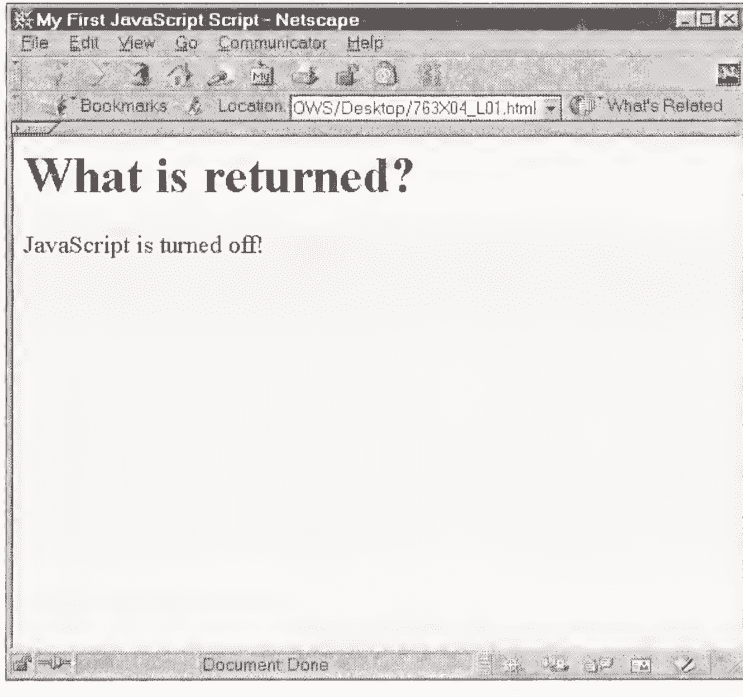 My First JavaScript Script - Netscape
File Edit View Go Communicator Help
My
Bookmarks Location: OWS/Desktop/763X04_L01.html What's Related
What is returned?
JavaScript is turned off!
Document: Done